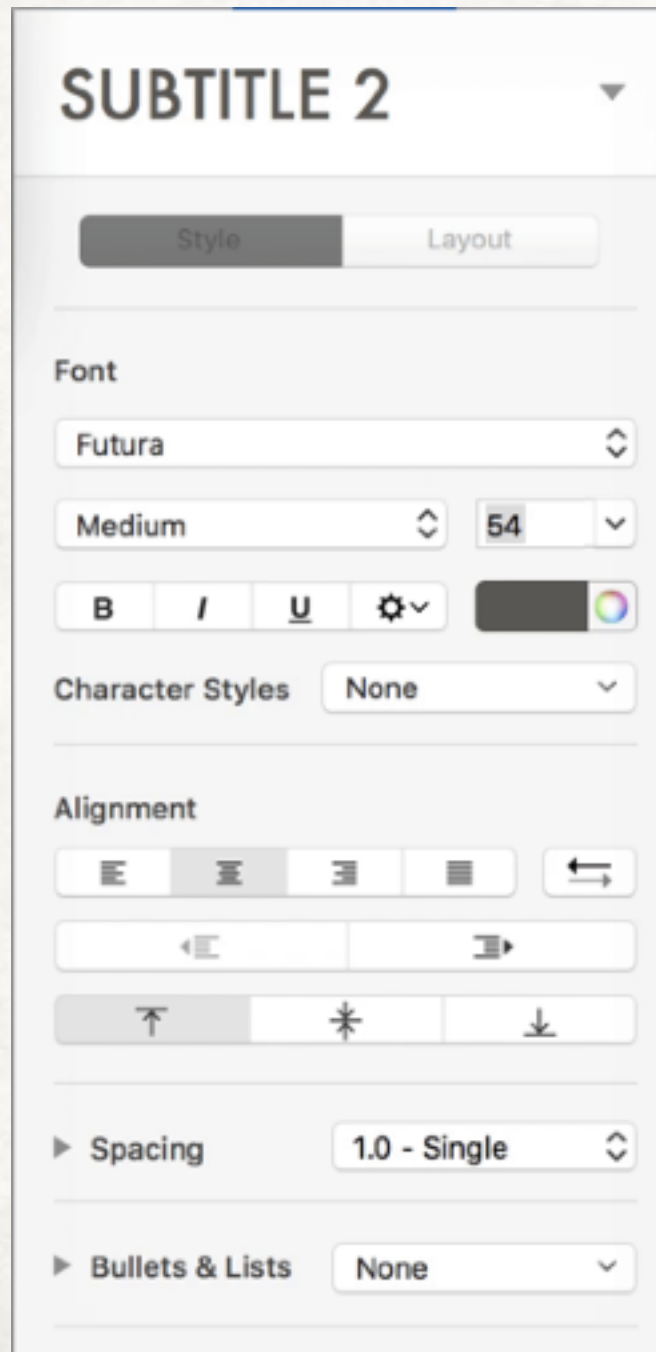 SUBTITLE 2
Style Layout
Font
Futura
Medium 54
B I U
Character Styles None
Alignment
Spacing 1.0 - Single
Bullets & Lists None